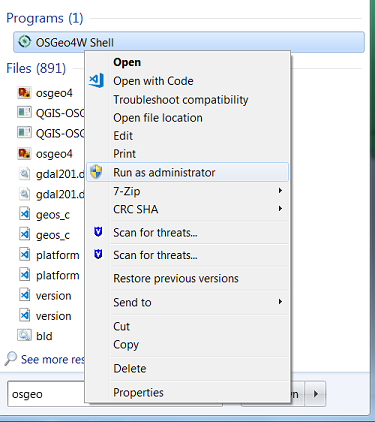 Programs (1)
OSGeo4W Shell
Files (891)
osgeo4
QGIS-OSG
QGIS-OSG
osgeo4
gdal201.d
gdal201.d
geos_c
geos_c
platform
platform
version
version
bld
See more res
osgeo
Open
Open with Code
Troubleshoot compatibility
Open file location
Edit
Print
Run as administrator
7-Zip
CRC SHA
Scan for threats...
Scan for threats...
Restore previous versions
Send to
Cut
Copy
Delete
Properties